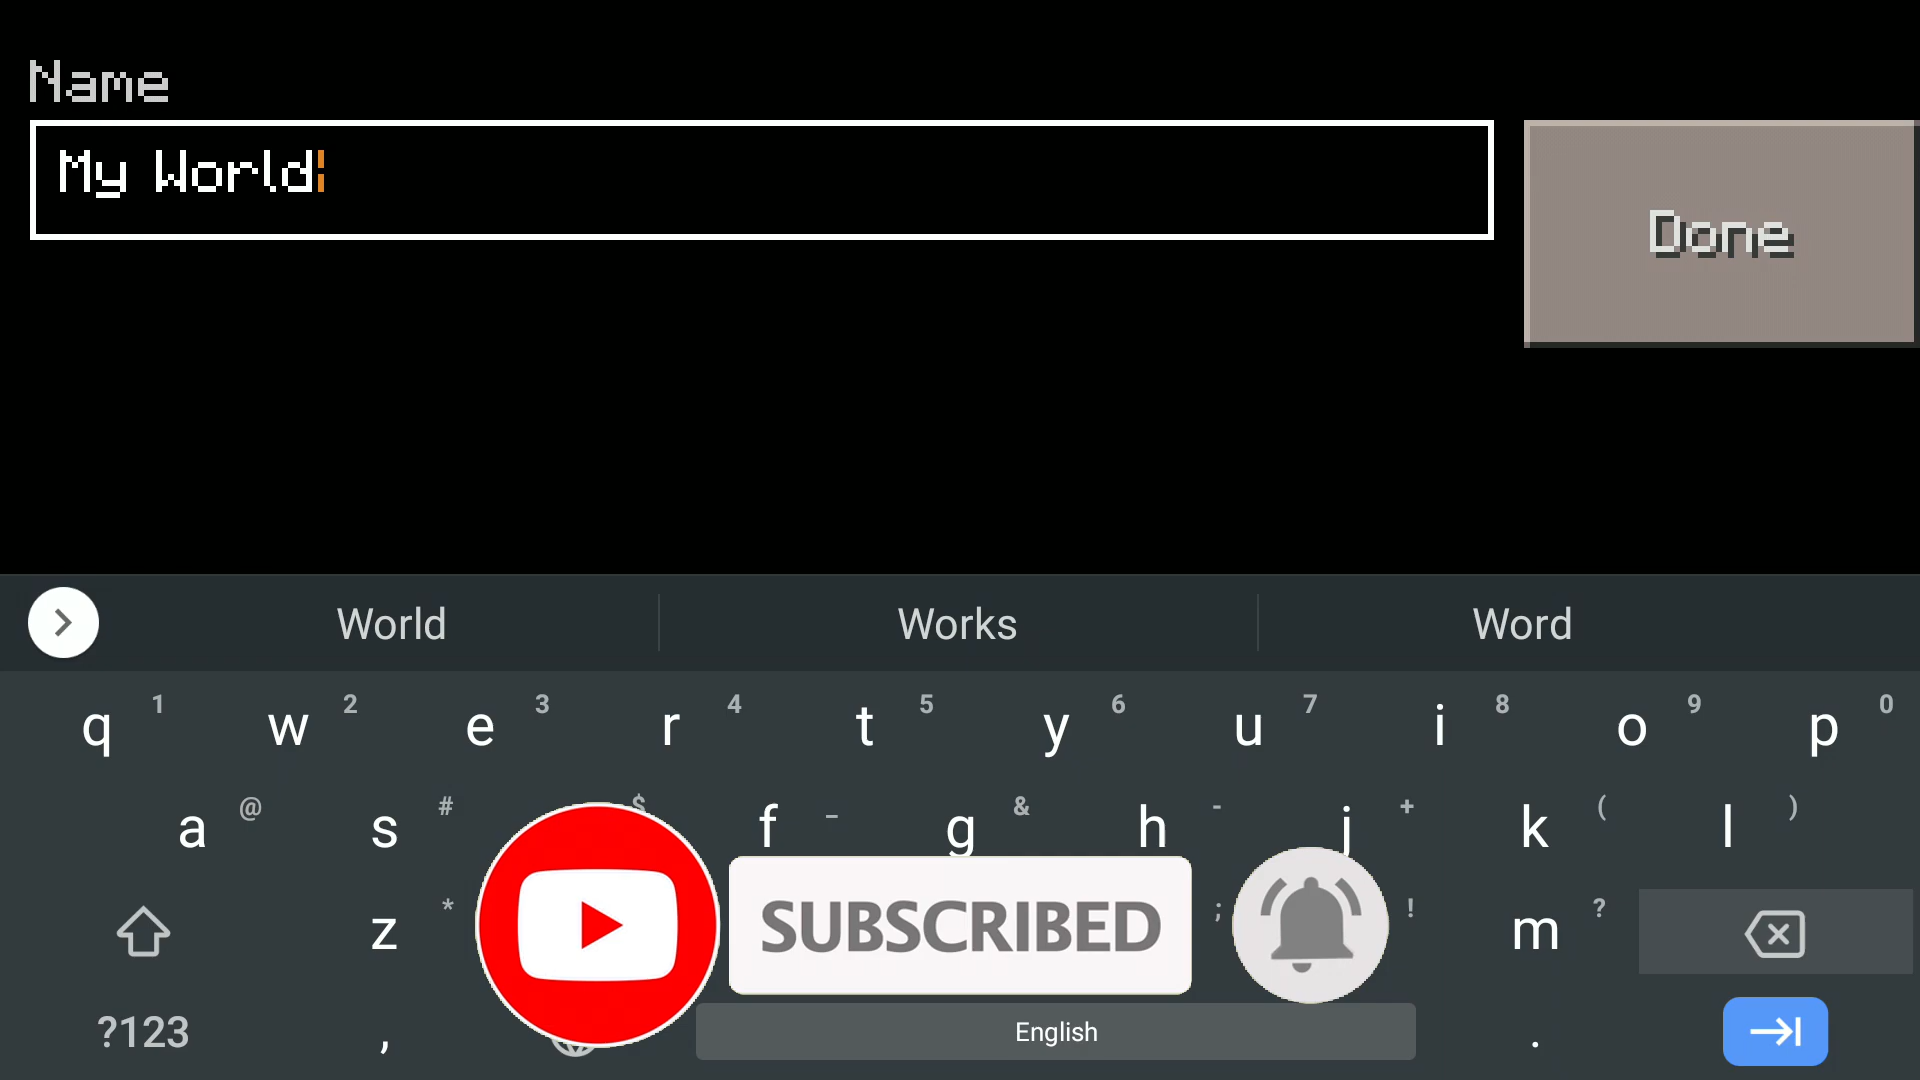 Name
My World
Done
World Works Word
q 1 w 2 e 3 r 4 t 5 y 6 u 7 i 8 o 9 p 0
a @ s # $ f _ g & h - j + k ( l )
z * ; ! m ?
SUBSCRIBED
?123 , English .